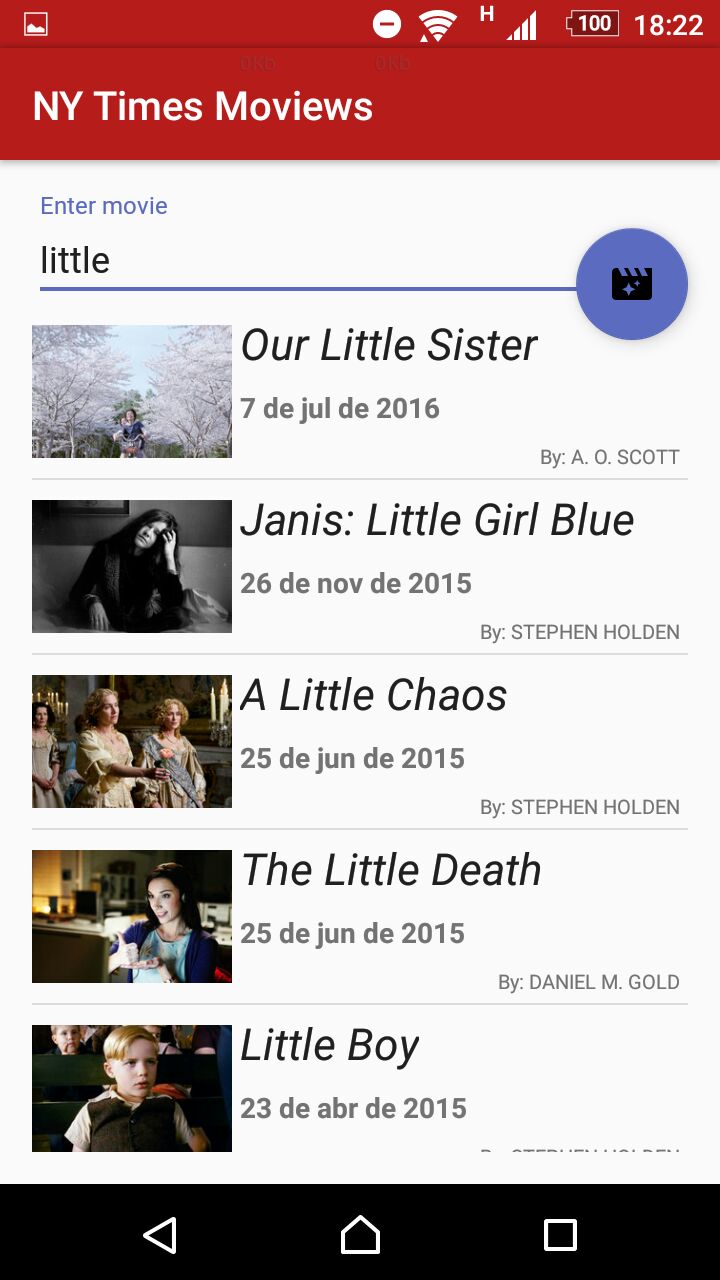 H 100 18:22
0Kb 0Kb
NY Times Moviews
Enter movie
little
Our Little Sister
7 de jul de 2016
By: A. O. SCOTT
Janis: Little Girl Blue
26 de nov de 2015
By: STEPHEN HOLDEN
A Little Chaos
25 de jun de 2015
By: STEPHEN HOLDEN
The Little Death
25 de jun de 2015
By: DANIEL M. GOLD
Little Boy
23 de abr de 2015
By: STEPHEN HOLDEN